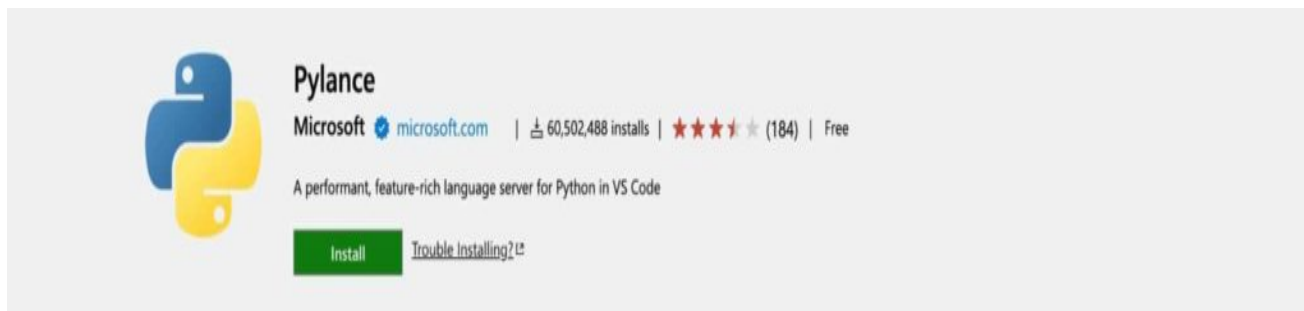 Pylance
Microsoft microsoft.com | 60,502,488 installs | (184) | Free
A performant, feature-rich language server for Python in VS Code
Install Trouble Installing?